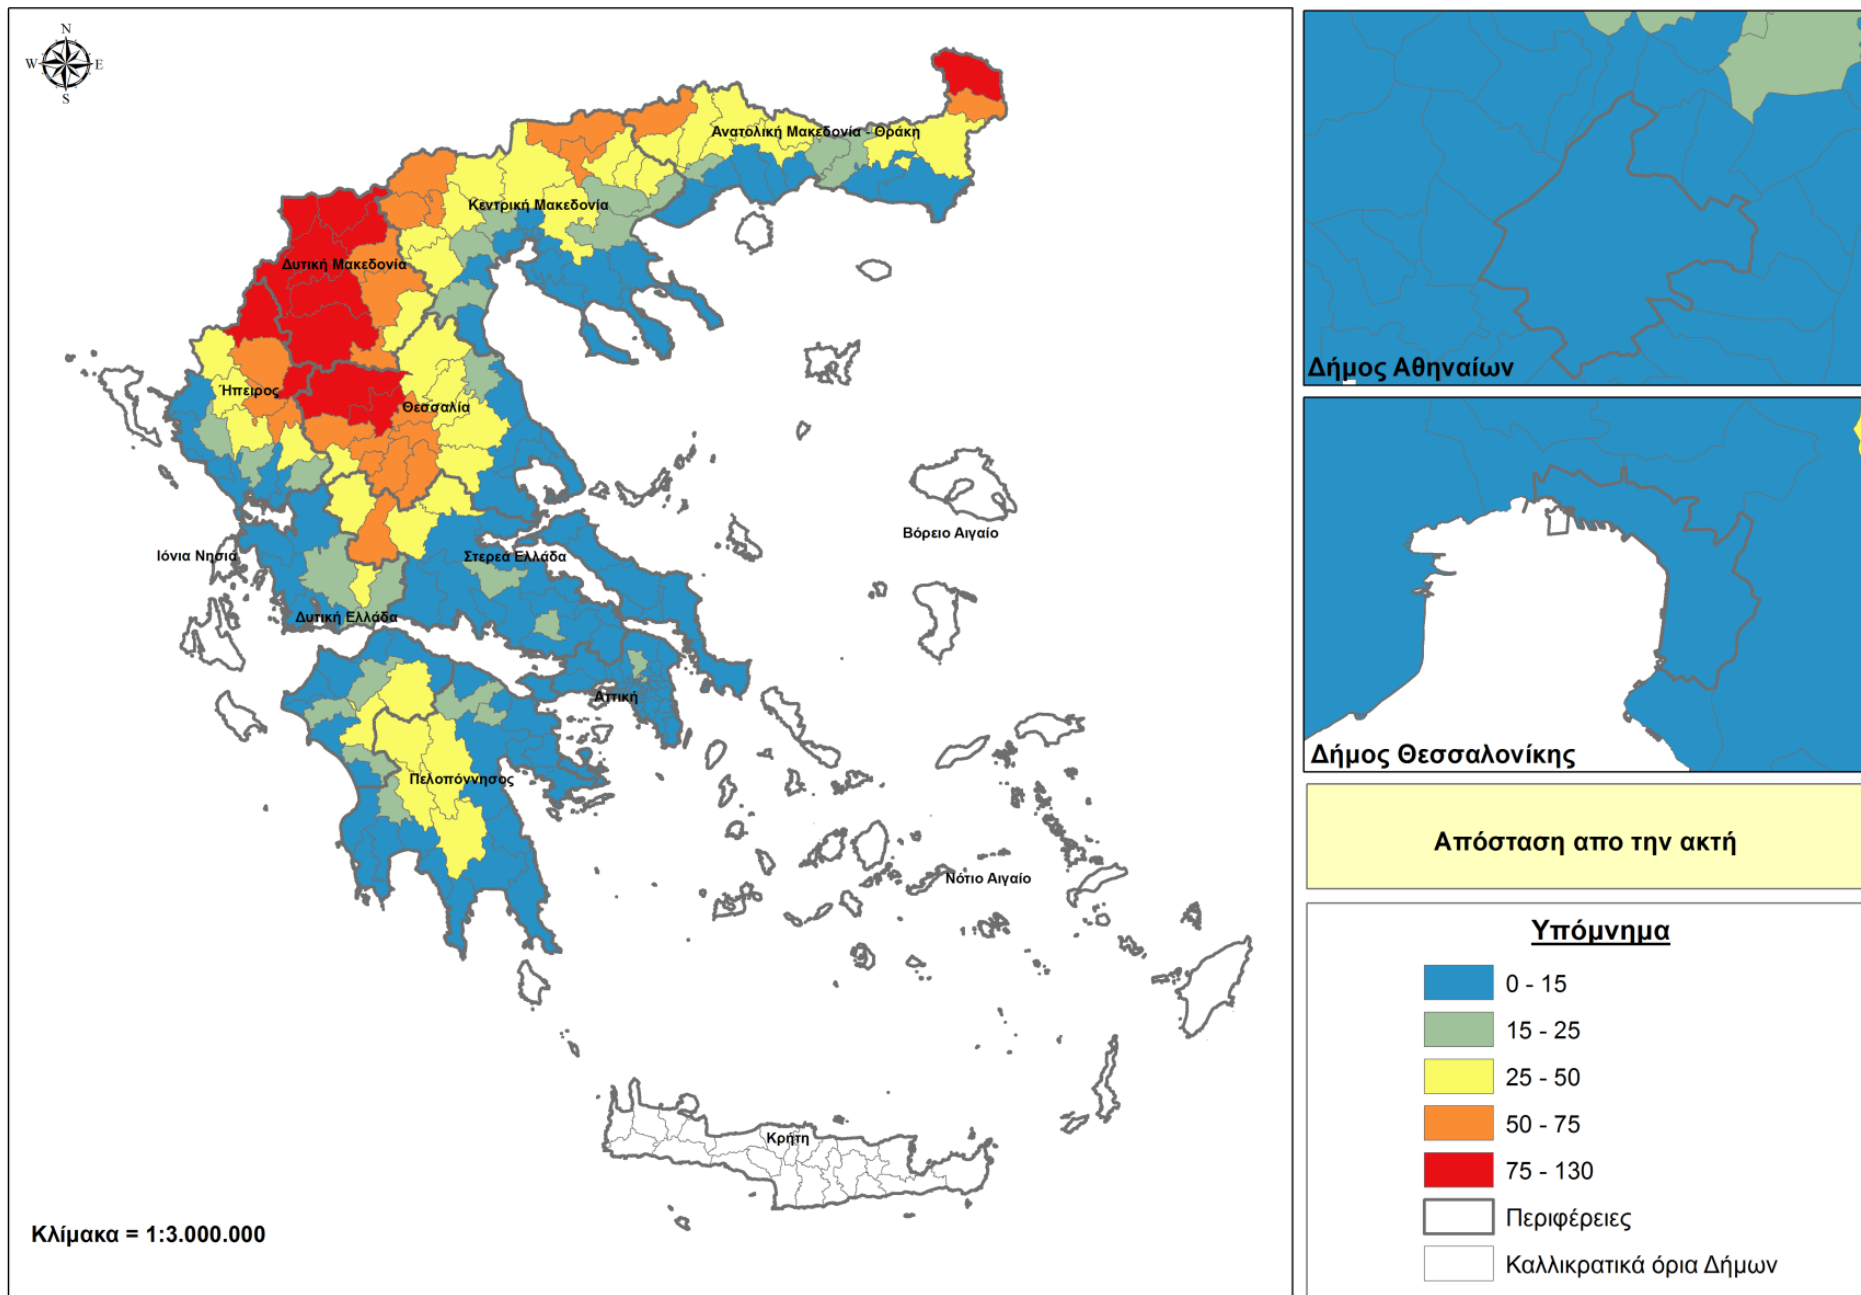 N
W E
S
Ανατολική Μακεδονία - Θράκη
Κεντρική Μακεδονία
Δυτική Μακεδονία
Ήπειρος
Θεσσαλία
Βόρειο Αιγαίο
Ιόνια Νησιά
Στερεά Ελλάδα
Δυτική Ελλάδα
Αττική
Πελοπόννησος
Νότιο Αιγαίο
Κρήτη
Κλίμακα = 1:3.000.000
Δήμος Αθηναίων
Δήμος Θεσσαλονίκης
Απόσταση απο την ακτή
Υπόμνημα
0 - 15
15 - 25
25 - 50
50 - 75
75 - 130
Περιφέρειες
Καλλικρατικά όρια Δήμων